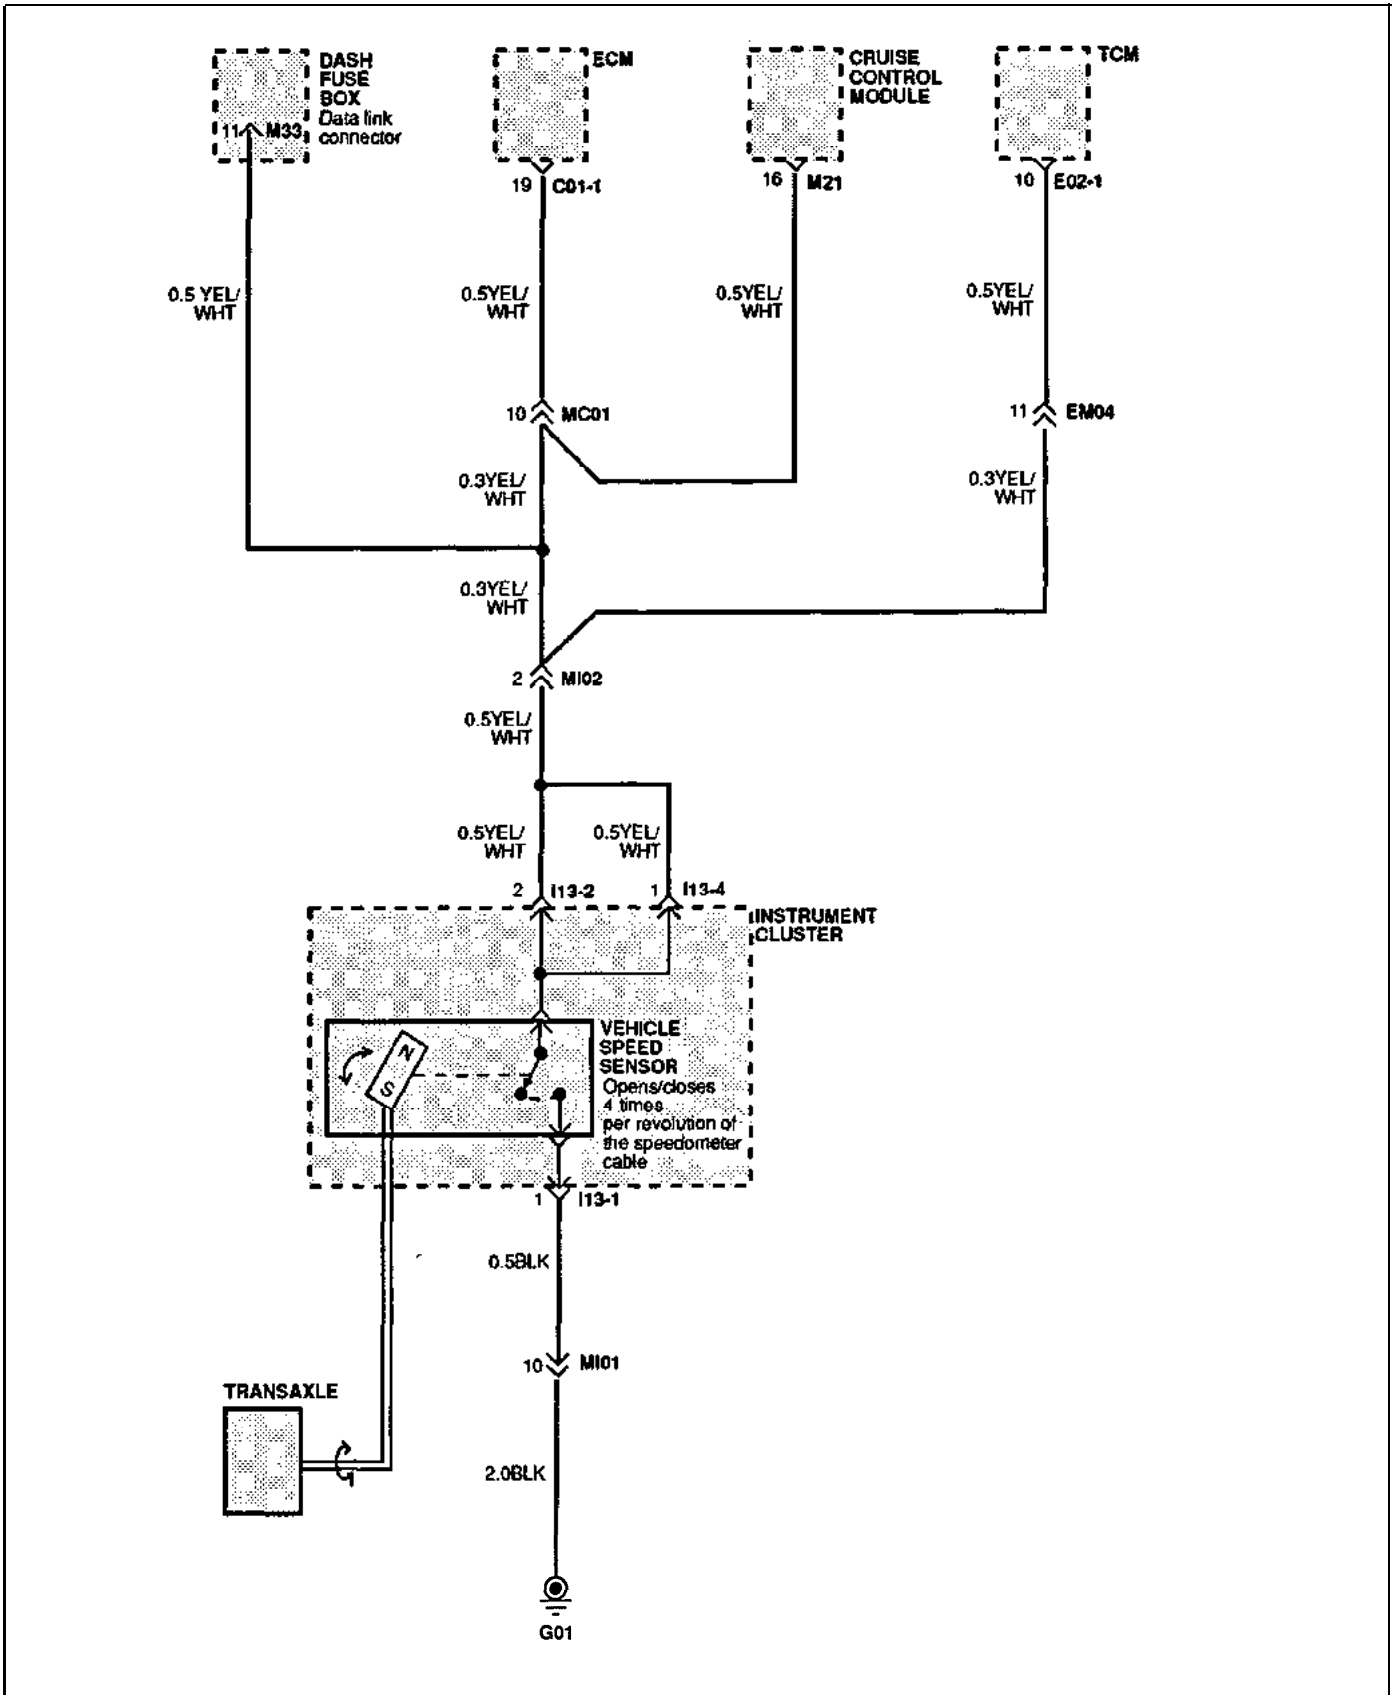 DASH
FUSE
BOX
Data link
connector
11 M33
ECM
19 C01-1
CRUISE
CONTROL
MODULE
16 M21
TCM
10 E02-1
0.5 YEL/
WHT
0.5YEL/
WHT
0.5YEL/
WHT
0.5YEL/
WHT
10 MC01
11 EM04
0.3YEL/
WHT
0.3YEL/
WHT
0.3YEL/
WHT
2 MI02
0.5YEL/
WHT
0.5YEL/
WHT
0.5YEL/
WHT
2 I13-2
1 I13-4
INSTRUMENT
CLUSTER
N
S
VEHICLE
SPEED
SENSOR
Opens/closes
4 times
per revolution of
the speedometer
cable
1 I13-1
0.5BLK
10 MI01
TRANSAXLE
2.0BLK
G01